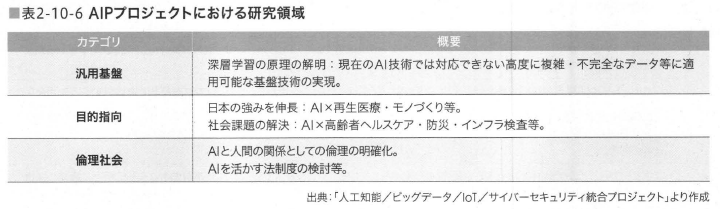 ■表2-10-6 AIPプロジェクトにおける研究領域
カテゴリ
概要
汎用基盤
深層学習の原理の解明：現在のAI技術では対応できない高度に複雑・不完全なデータ等に適
用可能な基盤技術の実現。
目的指向
日本の強みを伸長：AI×再生医療・モノづくり等。
社会課題の解決：AI×高齢者ヘルスケア・防災・インフラ検査等。
倫理社会
AIと人間の関係としての倫理の明確化。
AIを活かす法制度の検討等。
出典：「人工知能／ビッグデータ／IoT／サイバーセキュリティ統合プロジェクト」より作成